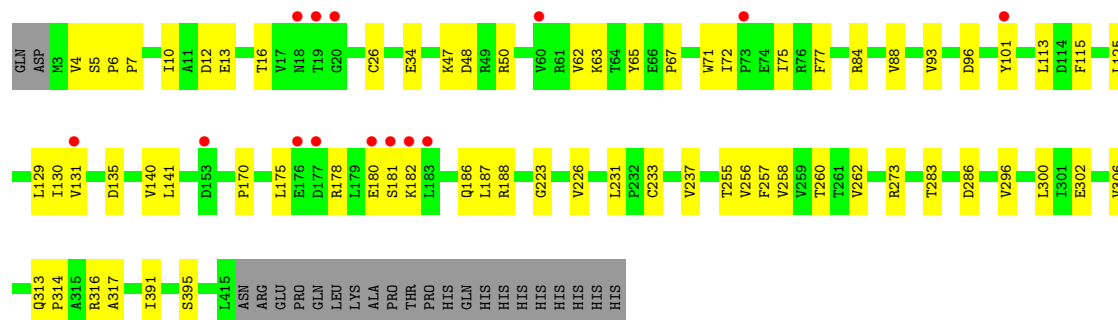 GLN ASP M3 V4 S5 P6 P7 I10 A11 D12 E13 T16 V17 N18 T19 G20 C26 E34 K47 D48 R49 R50 V60 R61 V62 K63 T64 Y65 E66 P67 W71 I72 P73 E74 I75 R76 F77 R84 V88 V93 D96 Y101 L113 D114 F115 L125
L129 I130 V131 D135 V140 L141 D153 P170 L175 E176 D177 R178 L179 E180 S181 K182 L183 Q186 L187 R188 G223 V226 L231 P232 C233 V237 T255 V256 F257 V258 V259 T260 T261 V262 R273 T283 D286 V296 L300 I301 E302
Q313 P314 A315 R316 A317 I391 S395 L415 ASN ARG GLU PRO GLN LEU LYS ALA PRO THR PRO HIS GLN HIS HIS HIS HIS HIS HIS HIS